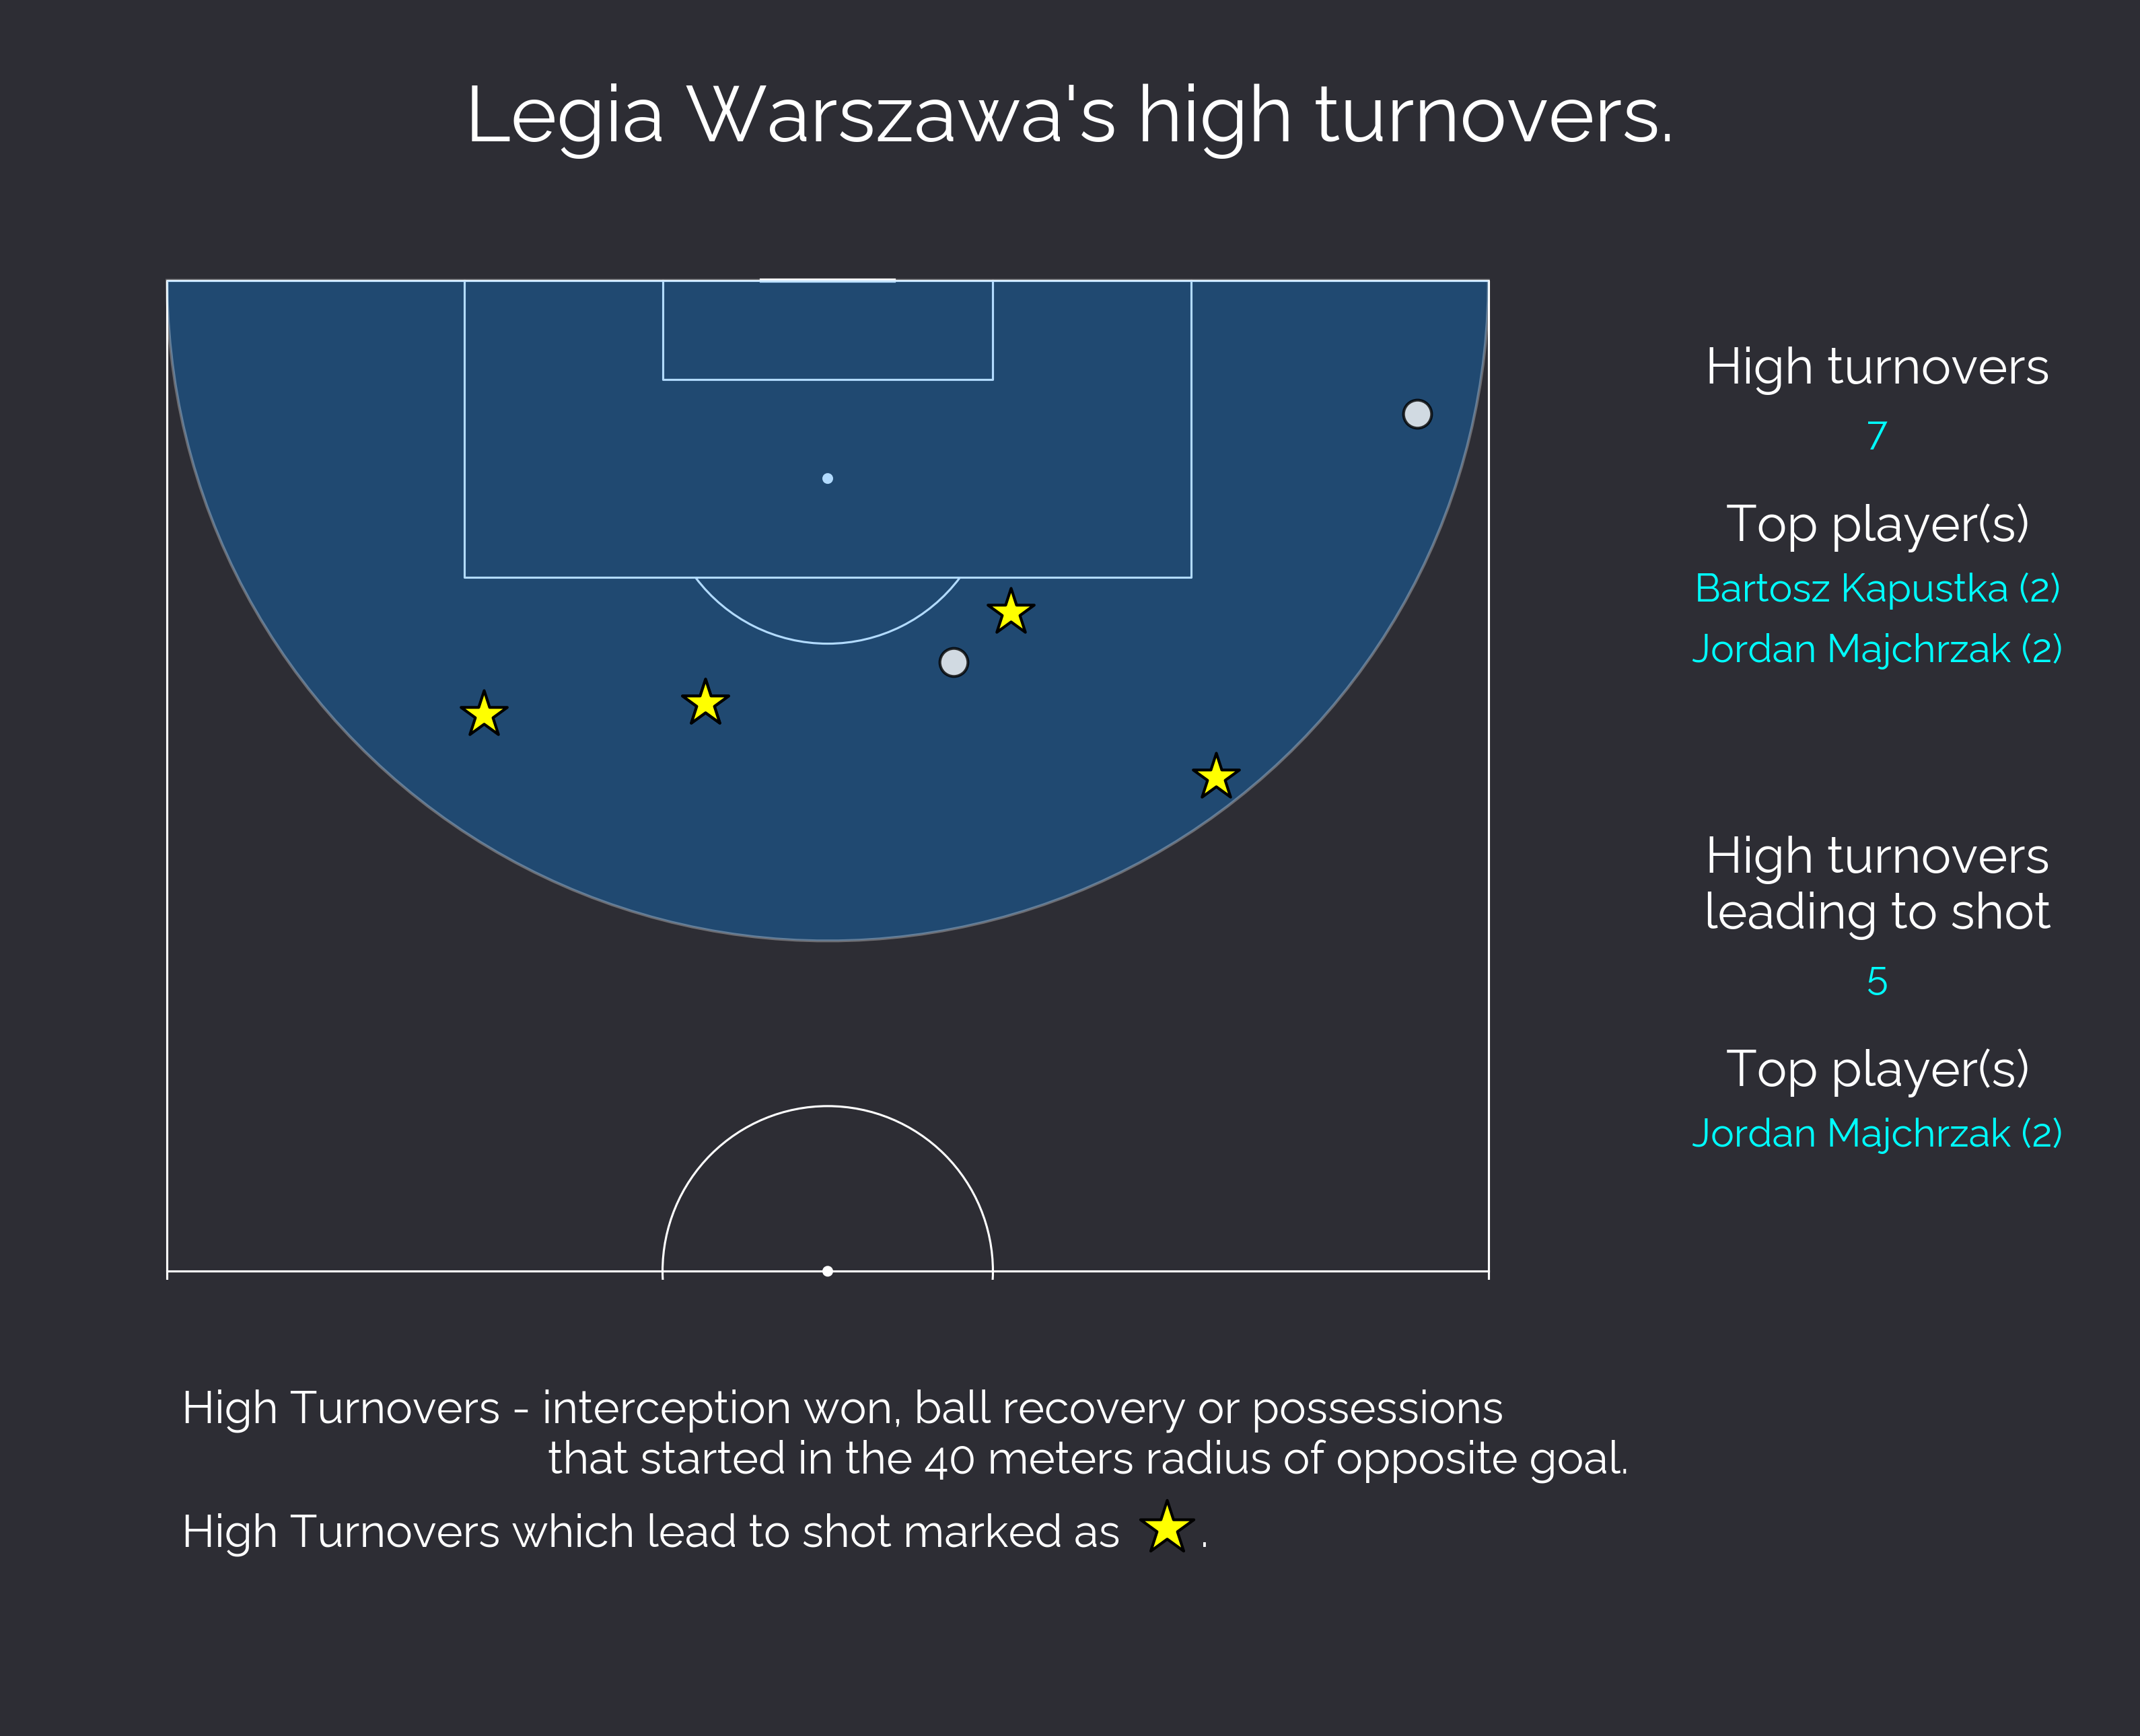 Legia Warszawa's high turnovers.
High turnovers
7
Top player(s)
Bartosz Kapustka (2)
Jordan Majchrzak (2)
High turnovers
leading to shot
5
Top player(s)
Jordan Majchrzak (2)
High Turnovers - interception won, ball recovery or possessions
that started in the 40 meters radius of opposite goal.
High Turnovers which lead to shot marked as .